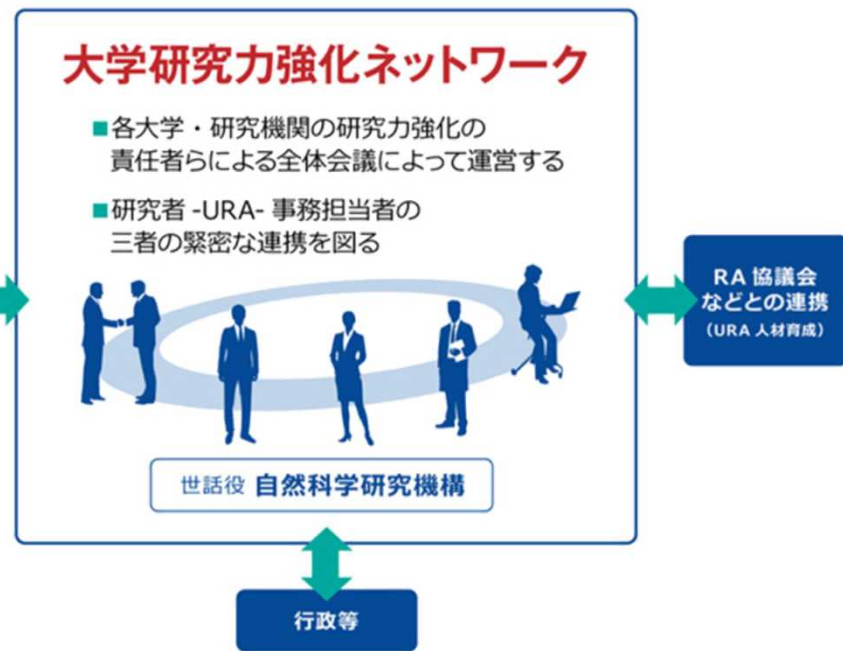 大学研究力強化ネットワーク
■各大学・研究機関の研究力強化の
責任者らによる全体会議によって運営する
■研究者 -URA- 事務担当者の
三者の緊密な連携を図る
RA 協議会
などとの連携
(URA 人材育成)
世話役 自然科学研究機構
行政等